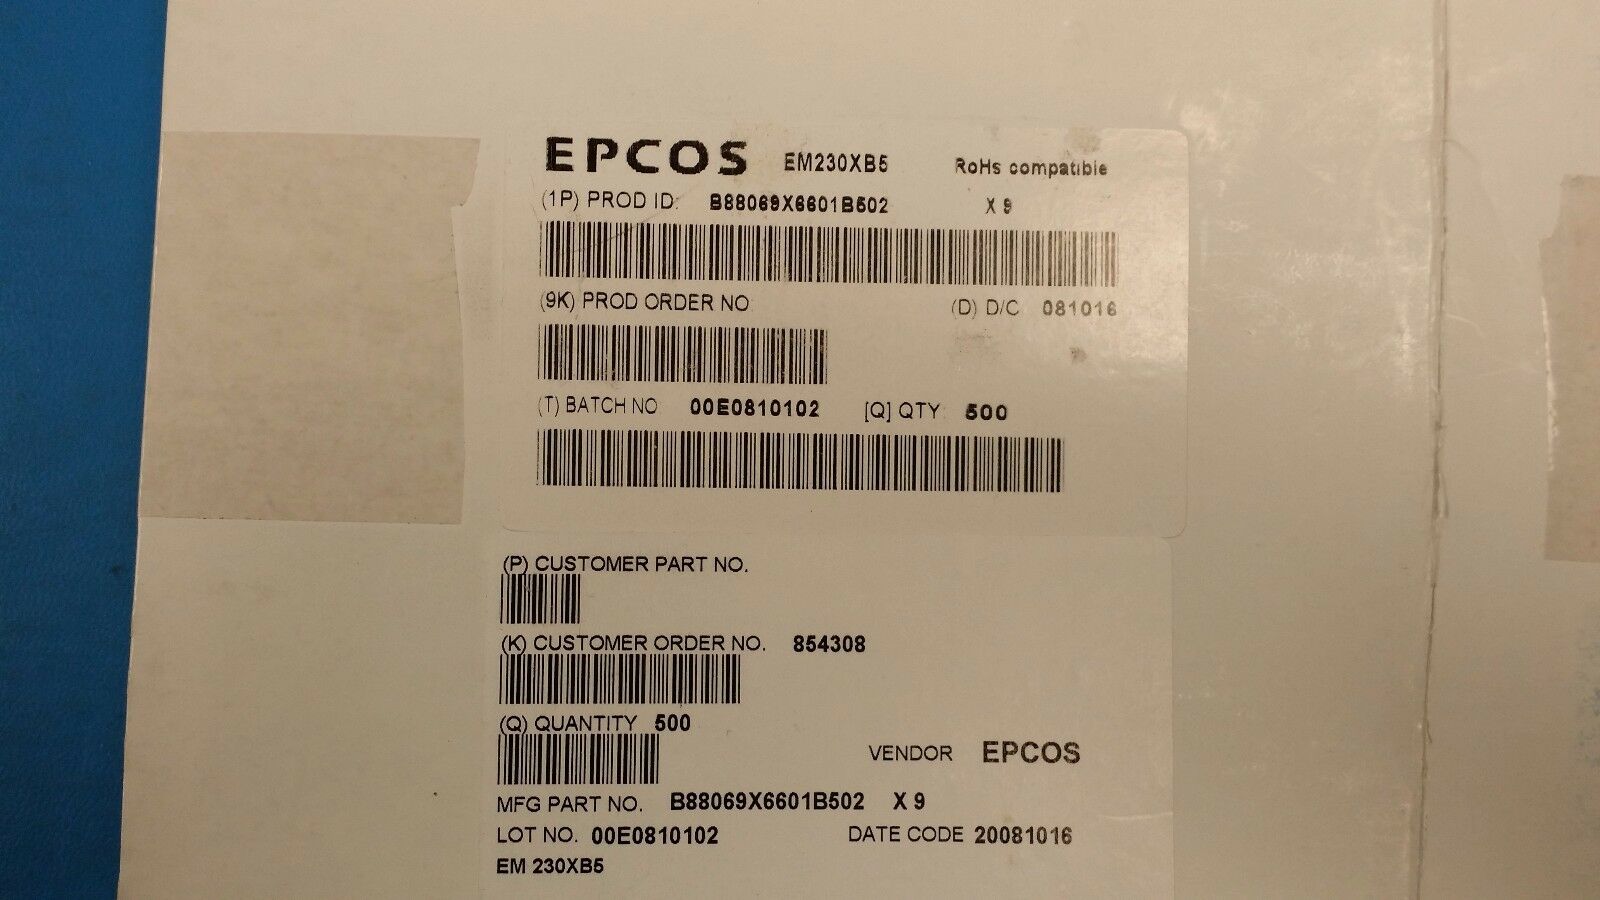 EPCOS EM230XB5 RoHs compatible
(1P) PROD ID: B88069X6601B502 X 9
(9K) PROD ORDER NO (D) D/C 081016
(T) BATCH NO 00E0810102 [Q] QTY: 500
(P) CUSTOMER PART NO.
(K) CUSTOMER ORDER NO. 854308
(Q) QUANTITY 500
VENDOR EPCOS
MFG PART NO. B88069X6601B502 X 9
LOT NO. 00E0810102 DATE CODE 20081016
EM 230XB5